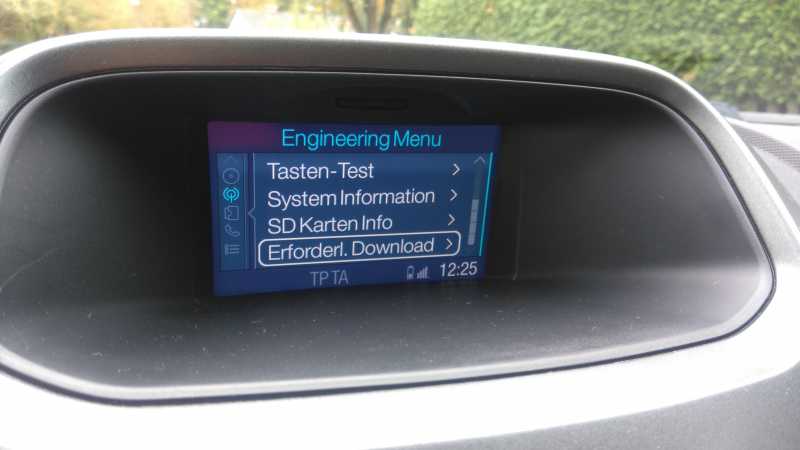 Engineering Menu
Tasten-Test
System Information
SD Karten Info
Erforderl. Download
TP TA 12:25